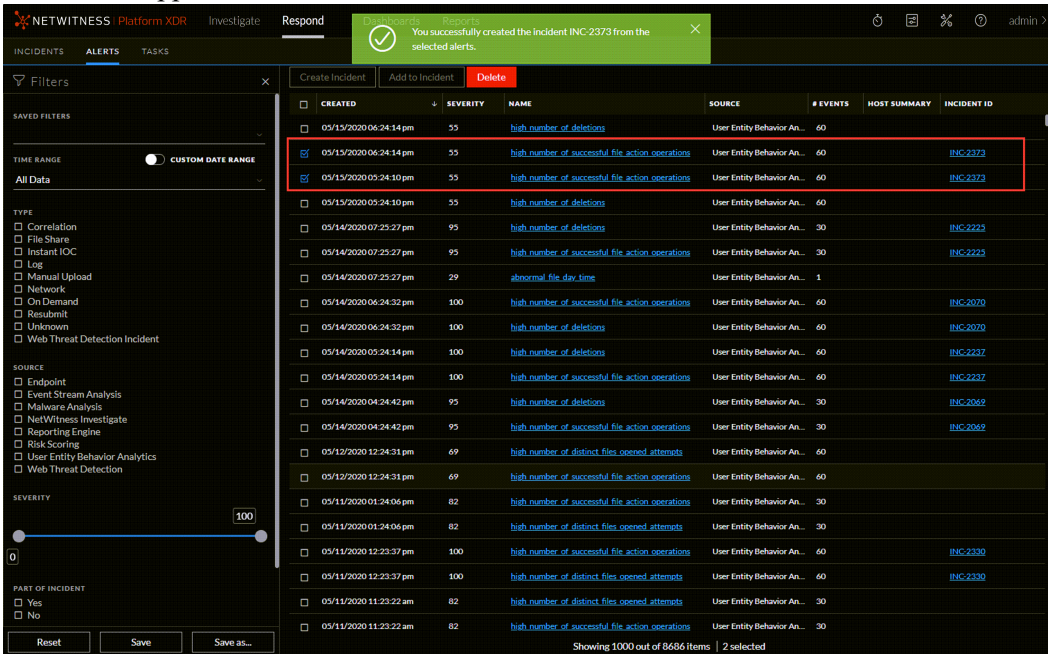 NETWITNESS Platform XDR Investigate Respond Dashboards Reports admin
You successfully created the incident INC-2373 from the
selected alerts.
INCIDENTS ALERTS TASKS
Filters
SAVED FILTERS
TIME RANGE CUSTOM DATE RANGE
All Data
TYPE
Correlation
File Share
Instant IOC
Log
Manual Upload
Network
On Demand
Resubmit
Unknown
Web Threat Detection Incident
SOURCE
Endpoint
Event Stream Analysis
Malware Analysis
NetWitness Investigate
Reporting Engine
Risk Scoring
User Entity Behavior Analytics
Web Threat Detection
SEVERITY
100
0
PART OF INCIDENT
Yes
No
Reset Save Save as...
Create Incident Add to Incident Delete
CREATED SEVERITY NAME SOURCE # EVENTS HOST SUMMARY INCIDENT ID
05/15/2020 06:24:14 pm 55 high number of deletions User Entity Behavior An... 60
05/15/2020 06:24:14 pm 55 high number of successful file action operations User Entity Behavior An... 60 INC-2373
05/15/2020 05:24:10 pm 55 high number of successful file action operations User Entity Behavior An... 60 INC-2373
05/15/2020 05:24:10 pm 55 high number of deletions User Entity Behavior An... 60
05/14/2020 07:25:27 pm 95 high number of deletions User Entity Behavior An... 30 INC-2225
05/14/2020 07:25:27 pm 95 high number of successful file action operations User Entity Behavior An... 30 INC-2225
05/14/2020 07:25:27 pm 29 abnormal file day time User Entity Behavior An... 1
05/14/2020 06:24:32 pm 100 high number of successful file action operations User Entity Behavior An... 60 INC-2070
05/14/2020 06:24:32 pm 100 high number of deletions User Entity Behavior An... 60 INC-2070
05/14/2020 05:24:14 pm 100 high number of deletions User Entity Behavior An... 60 INC-2237
05/14/2020 05:24:14 pm 100 high number of successful file action operations User Entity Behavior An... 60 INC-2237
05/14/2020 04:24:42 pm 95 high number of deletions User Entity Behavior An... 30 INC-2069
05/14/2020 04:24:42 pm 95 high number of successful file action operations User Entity Behavior An... 30 INC-2069
05/12/2020 12:24:31 pm 69 high number of distinct files opened attempts User Entity Behavior An... 60
05/12/2020 12:24:31 pm 69 high number of successful file action operations User Entity Behavior An... 60
05/11/2020 01:24:06 pm 82 high number of successful file action operations User Entity Behavior An... 30
05/11/2020 01:24:06 pm 82 high number of distinct files opened attempts User Entity Behavior An... 30
05/11/2020 12:23:37 pm 100 high number of successful file action operations User Entity Behavior An... 60 INC-2330
05/11/2020 12:23:37 pm 100 high number of distinct files opened attempts User Entity Behavior An... 60 INC-2330
05/11/2020 11:23:22 am 82 high number of distinct files opened attempts User Entity Behavior An... 30
05/11/2020 11:23:22 am 82 high number of successful file action operations User Entity Behavior An... 30
Showing 1000 out of 8686 items | 2 selected